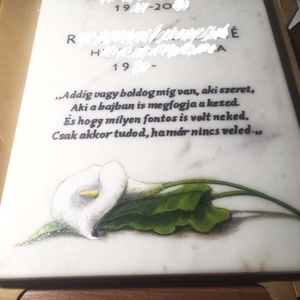 19 -20
R É
H A
19 -
„Addig vagy boldog míg van, aki szeret,
Aki a bajban is megfogja a kezed.
És hogy milyen fontos is volt neked,
Csak akkor tudod, ha már nincs veled.„